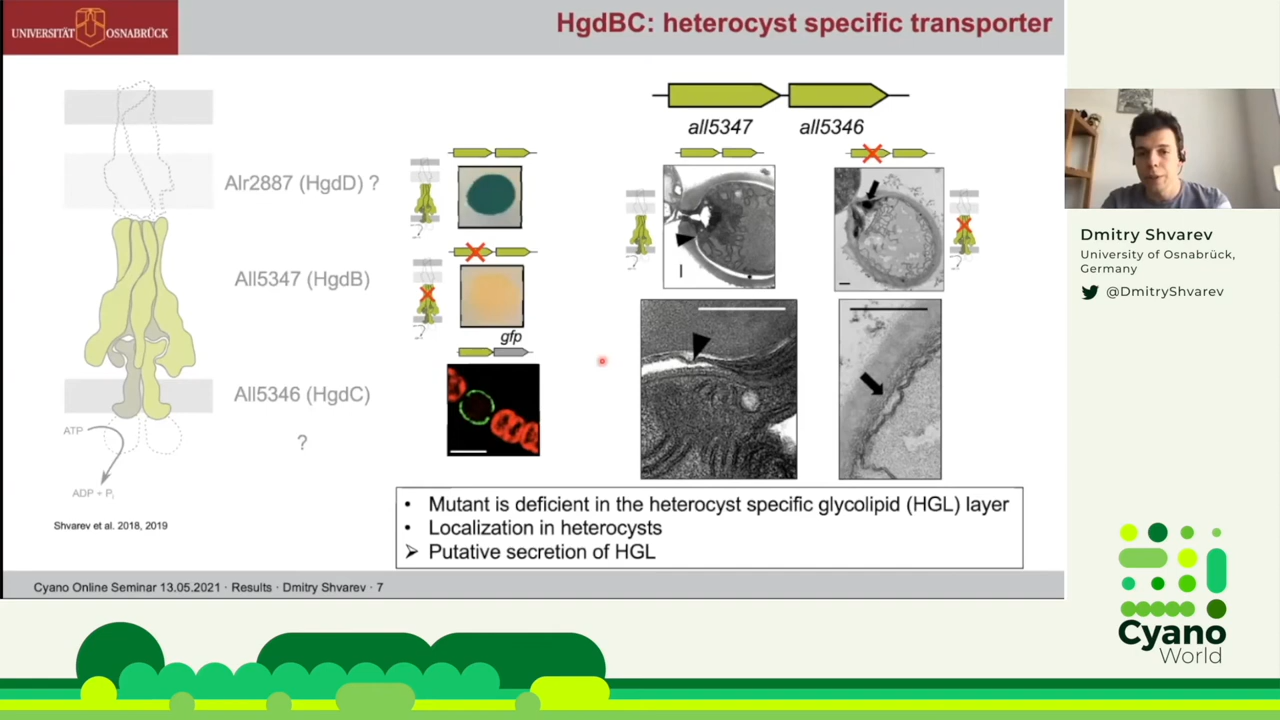 UNIVERSITÄT OSNABRÜCK
HgdBC: heterocyst specific transporter
all5347 all5346
Alr2887 (HgdD) ?
All5347 (HgdB)
gfp
All5346 (HgdC)
?
ATP
ADP + Pi
Shvarev et al. 2018, 2019
• Mutant is deficient in the heterocyst specific glycolipid (HGL) layer
• Localization in heterocysts
➢ Putative secretion of HGL
Cyano Online Seminar 13.05.2021 · Results · Dmitry Shvarev · 7
Dmitry Shvarev
University of Osnabrück,
Germany
@DmitryShvarev
Cyano
World